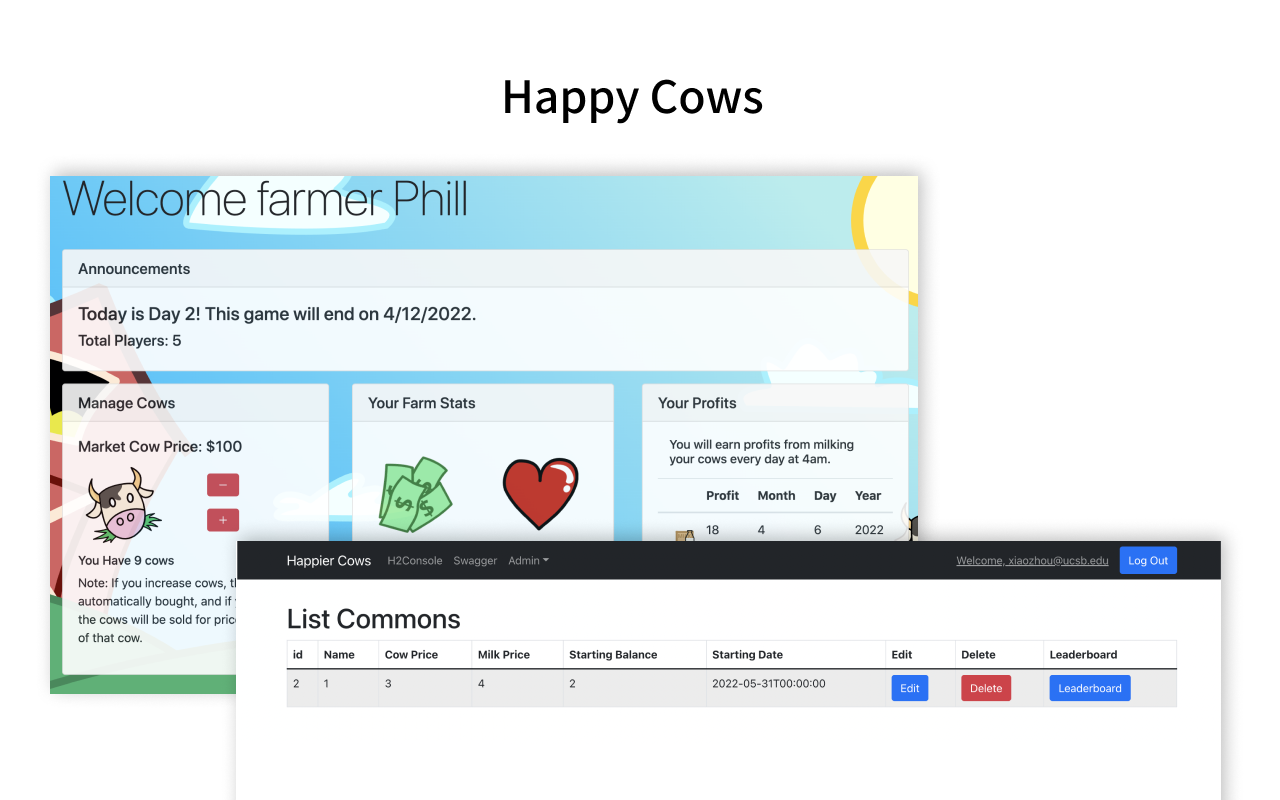 Happy Cows
Welcome farmer Phill
Announcements
Today is Day 2! This game will end on 4/12/2022.
Total Players: 5
Manage Cows
Market Cow Price: $100
−
+
You Have 9 cows
Note: If you increase cows,
automatically bought, and if
the cows will be sold for
of that cow.
Your Farm Stats
Your Profits
You will earn profits from milking
your cows every day at 4am.
Profit Month Day Year
18 4 6 2022
Happier Cows H2Console Swagger Admin Welcome, xiaozhou@ucsb.edu Log Out
List Commons
id Name Cow Price Milk Price Starting Balance Starting Date Edit Delete Leaderboard
2 1 3 4 2 2022-05-31T00:00:00 Edit Delete Leaderboard